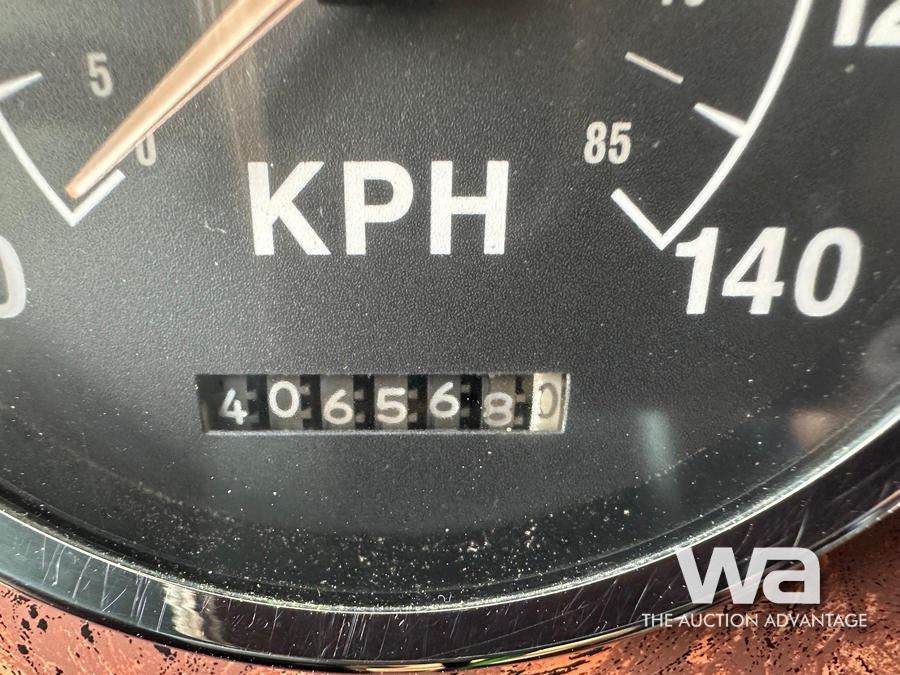 5
0
KPH
85
140
4065680
wa
THE AUCTION ADVANTAGE